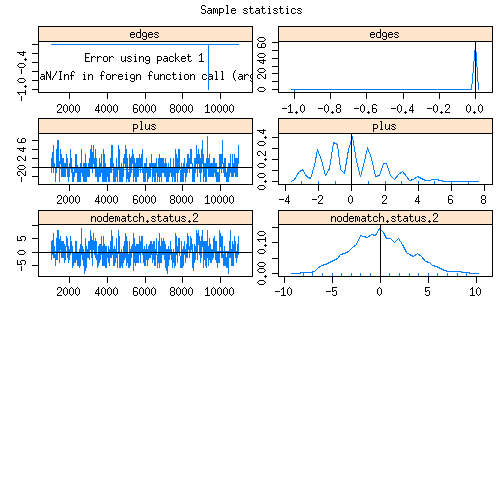 Sample statistics
edges
edges
Error using packet 1
aN/Inf in foreign function call (arg
-1.0 -0.4
2000 4000 6000 8000 10000
0 20 40 60
-1.0 -0.8 -0.6 -0.4 -0.2 0.0
plus
plus
-2 0 2 4 6
2000 4000 6000 8000 10000
0.0 0.2 0.4
-4 -2 0 2 4 6 8
nodematch.status.2
nodematch.status.2
-5 0 5
2000 4000 6000 8000 10000
0.00 0.10
-10 -5 0 5 10